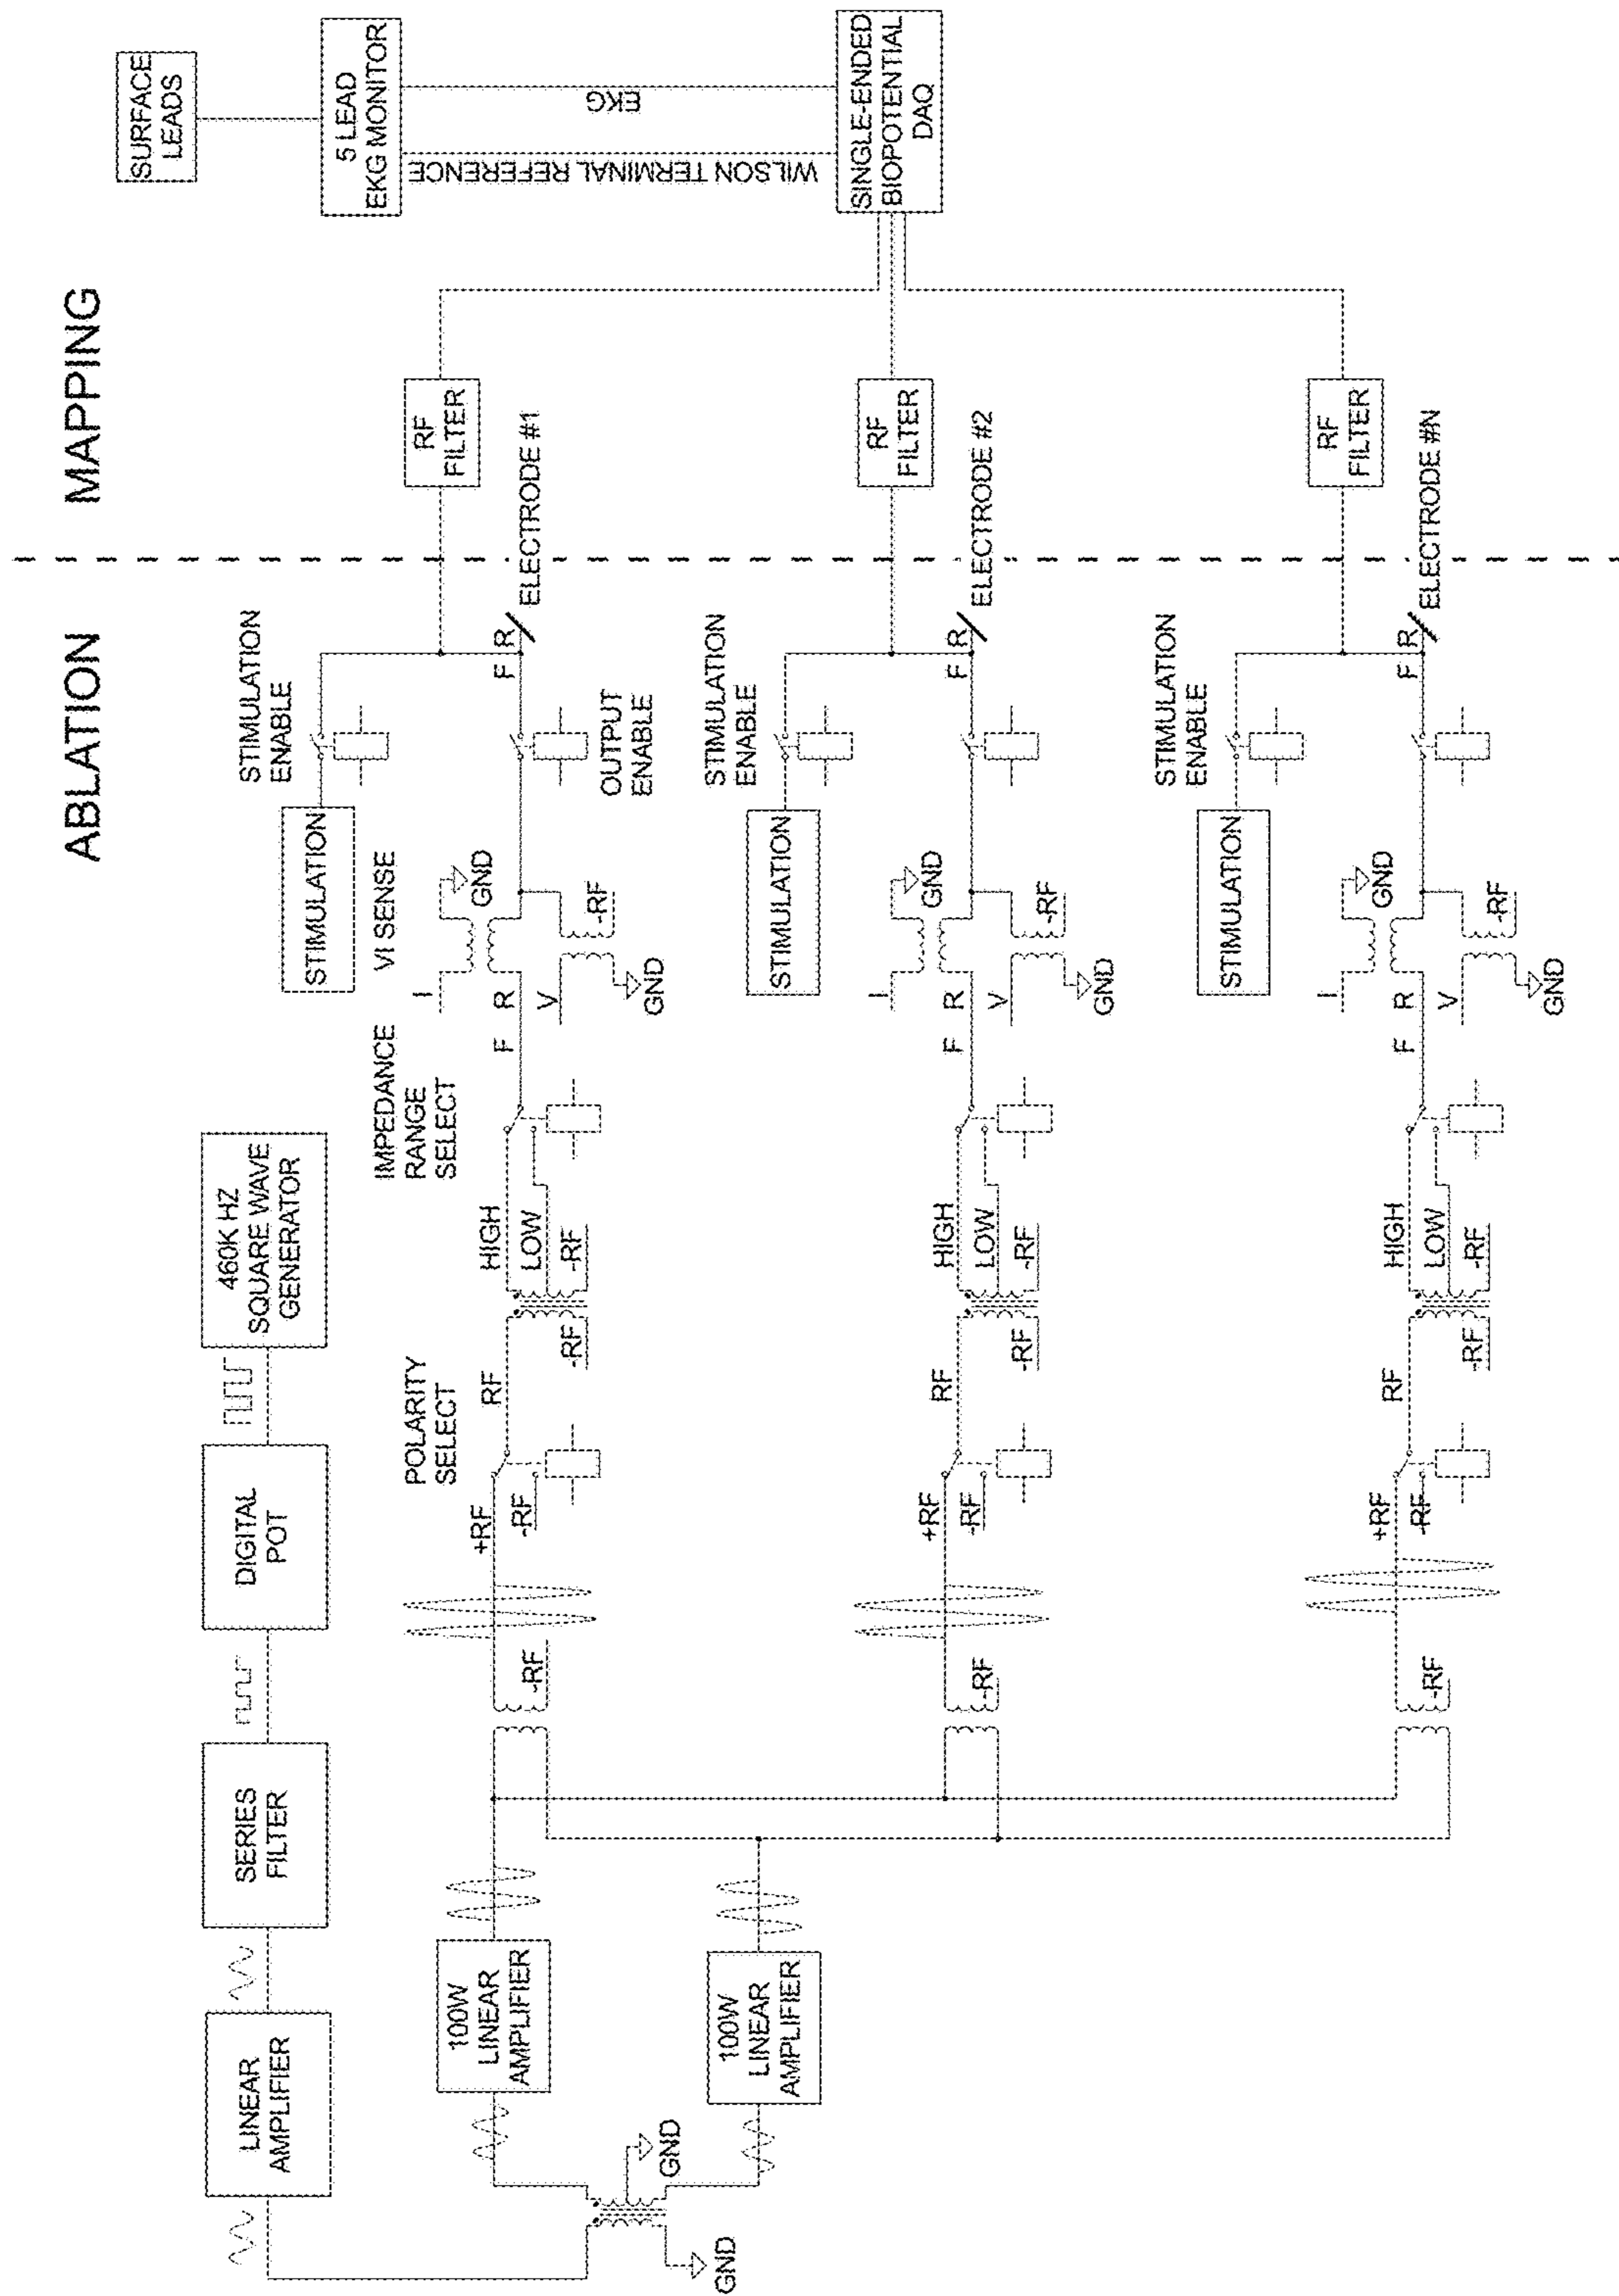 ABLATION
MAPPING
460K HZ
SQUARE WAVE
GENERATOR
DIGITAL
POT
SERIES
FILTER
LINEAR
AMPLIFIER
GND
GND
100W
LINEAR
AMPLIFIER
100W
LINEAR
AMPLIFIER
-RF
+RF
-RF
POLARITY
SELECT
RF
-RF
-RF
HIGH
LOW
IMPEDANCE
RANGE
SELECT
F
R
I
V
VI SENSE
GND
GND
-RF
STIMULATION
STIMULATION
ENABLE
OUTPUT
ENABLE
F
R
ELECTRODE #1
RF
FILTER
-RF
+RF
-RF
RF
-RF
-RF
HIGH
LOW
F
R
I
V
GND
GND
-RF
STIMULATION
STIMULATION
ENABLE
F
R
ELECTRODE #2
RF
FILTER
-RF
+RF
-RF
RF
-RF
-RF
HIGH
LOW
F
R
I
V
GND
GND
-RF
STIMULATION
STIMULATION
ENABLE
F
R
ELECTRODE #N
RF
FILTER
SURFACE
LEADS
5 LEAD
EKG MONITOR
WILSON TERMINAL REFERENCE
EKG
SINGLE-ENDED
BIOPOTENTIAL
DAQ